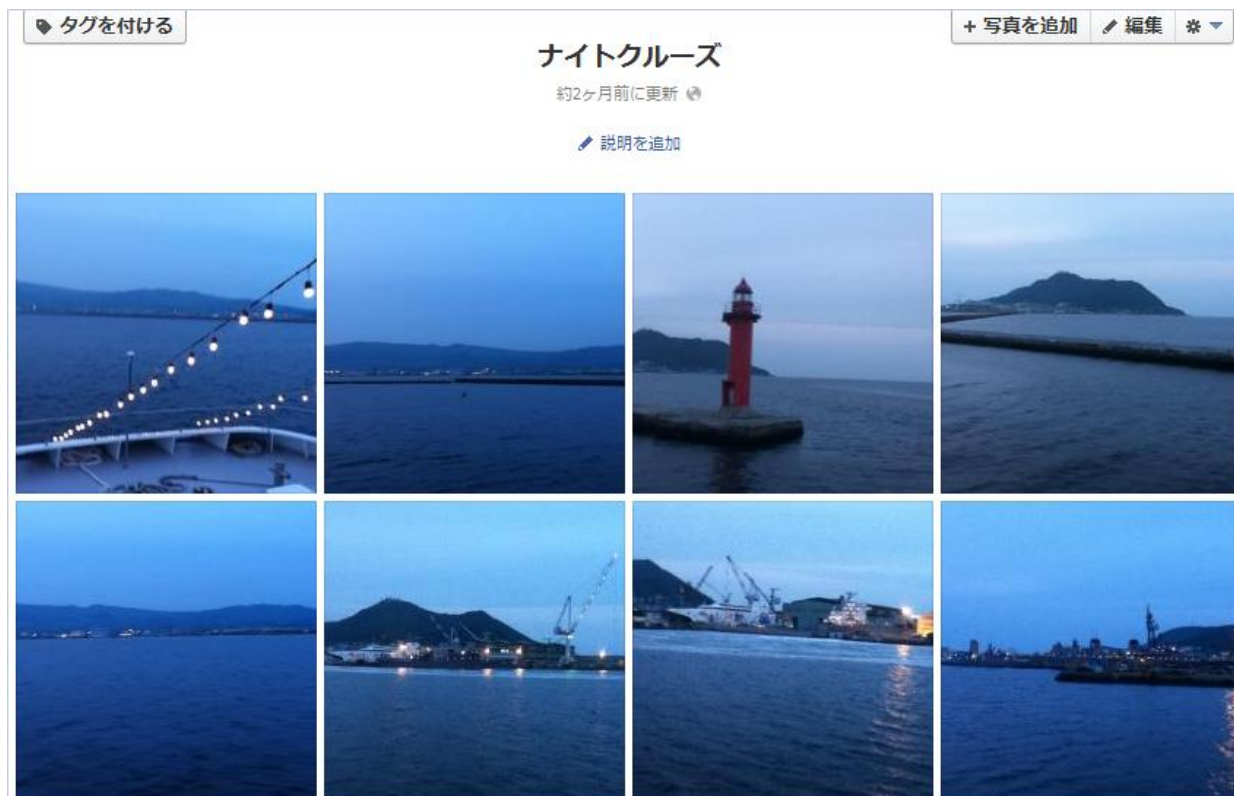 タグを付ける
写真を追加
編集
ナイトクルーズ
約2ヶ月前に更新
説明を追加